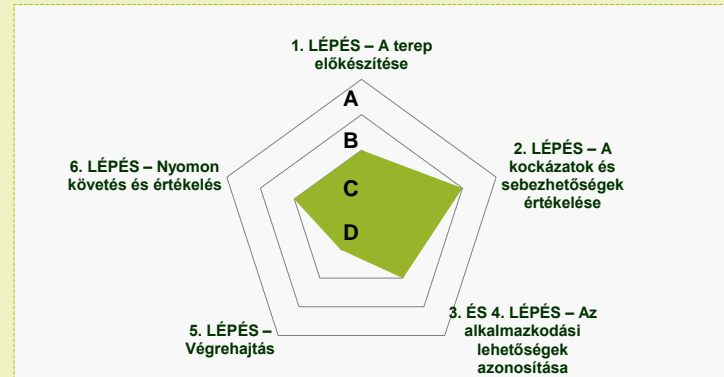 1. LÉPÉS – A terep
előkészítése
A
B
C
D
2. LÉPÉS – A
kockázatok és
sebezhetőségek
értékelése
3. ÉS 4. LÉPÉS – Az
alkalmazkodási
lehetőségek
azonosítása
5. LÉPÉS –
Végrehajtás
6. LÉPÉS – Nyomon
követés és értékelés